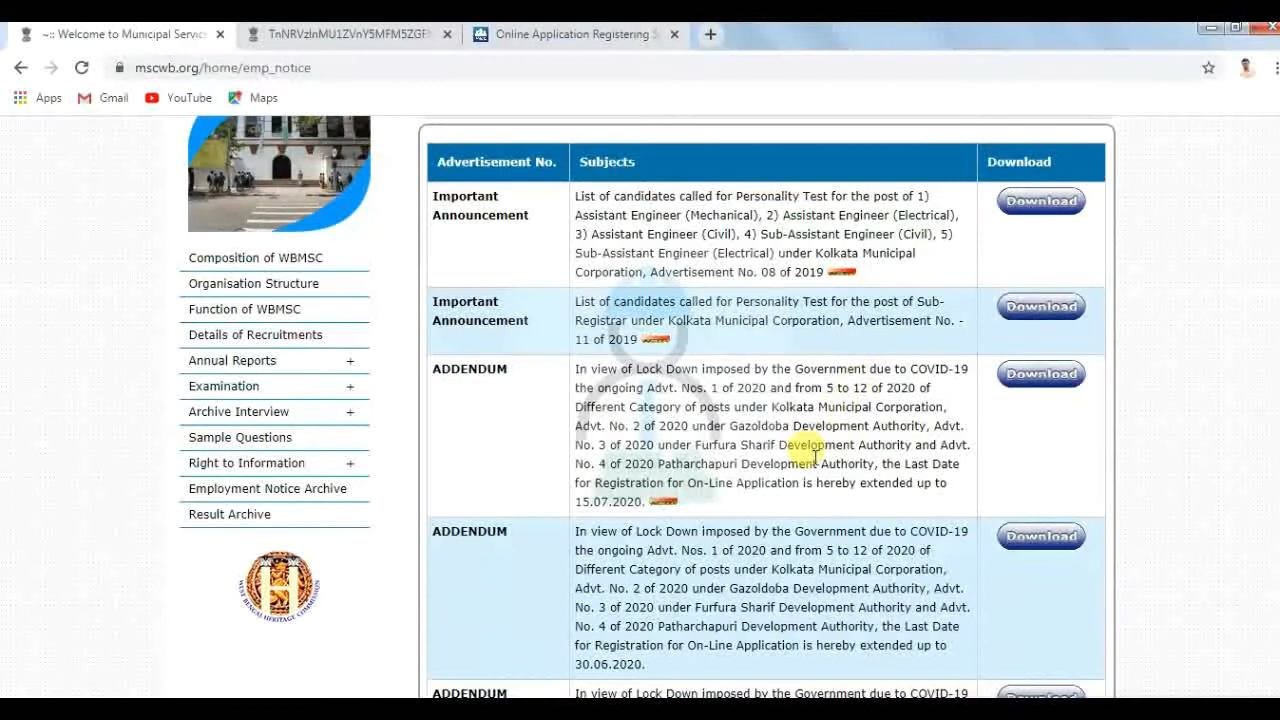 ~:: Welcome to Municipal Servic
TnNRVzlnMU1ZVnY5MFM5ZGF
Online Application Registering S
mscwb.org/home/emp_notice
Apps
Gmail
YouTube
Maps
Composition of WBMSC
Organisation Structure
Function of WBMSC
Details of Recruitments
Annual Reports +
Examination +
Archive Interview +
Sample Questions
Right to Information +
Employment Notice Archive
Result Archive
Advertisement No. Subjects Download
Important
Announcement
List of candidates called for Personality Test for the post of 1)
Assistant Engineer (Mechanical), 2) Assistant Engineer (Electrical),
3) Assistant Engineer (Civil), 4) Sub-Assistant Engineer (Civil), 5)
Sub-Assistant Engineer (Electrical) under Kolkata Municipal
Corporation, Advertisement No. 08 of 2019
Download
Important
Announcement
List of candidates called for Personality Test for the post of Sub-
Registrar under Kolkata Municipal Corporation, Advertisement No. -
11 of 2019
Download
ADDENDUM
In view of Lock Down imposed by the Government due to COVID-19
the ongoing Advt. Nos. 1 of 2020 and from 5 to 12 of 2020 of
Different Category of posts under Kolkata Municipal Corporation,
Advt. No. 2 of 2020 under Gazoldoba Development Authority, Advt.
No. 3 of 2020 under Furfura Sharif Development Authority and Advt.
No. 4 of 2020 Patharchapuri Development Authority, the Last Date
for Registration for On-Line Application is hereby extended up to
15.07.2020.
Download
ADDENDUM
In view of Lock Down imposed by the Government due to COVID-19
the ongoing Advt. Nos. 1 of 2020 and from 5 to 12 of 2020 of
Different Category of posts under Kolkata Municipal Corporation,
Advt. No. 2 of 2020 under Gazoldoba Development Authority, Advt.
No. 3 of 2020 under Furfura Sharif Development Authority and Advt.
No. 4 of 2020 Patharchapuri Development Authority, the Last Date
for Registration for On-Line Application is hereby extended up to
30.06.2020.
Download
ADDENDUM
In view of Lock Down imposed by the Government due to COVID-19
Download
WEST BENGAL HERITAGE COMMISSION